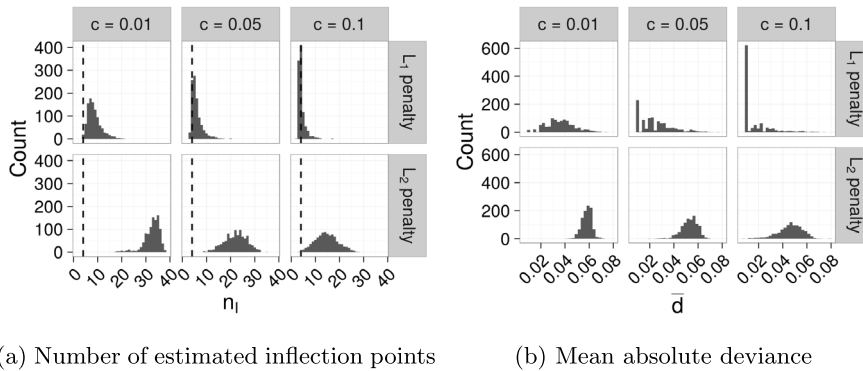 c = 0.01 c = 0.05 c = 0.1
400
300
200
100
0
L1 penalty
400
300
200
100
0
L2 penalty
Count
0 10 20 30 40 0 10 20 30 40 0 10 20 30 40
nI
(a) Number of estimated inflection points
c = 0.01 c = 0.05 c = 0.1
600
400
200
0
L1 penalty
600
400
200
0
L2 penalty
Count
0.02 0.04 0.06 0.08 0.02 0.04 0.06 0.08 0.02 0.04 0.06 0.08
d̅
(b) Mean absolute deviance